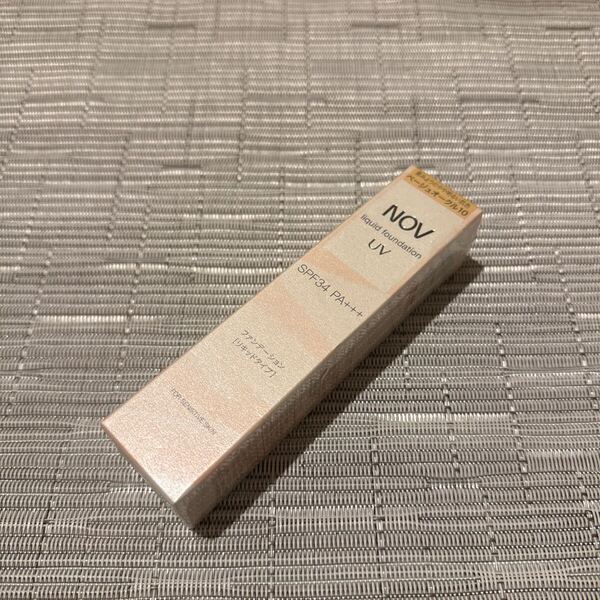 ベージュオークル10
NOV
liquid foundation
UV
SPF34 PA+++
ファンデーション
[リキッドタイプ]
FOR SENSITIVE SKIN